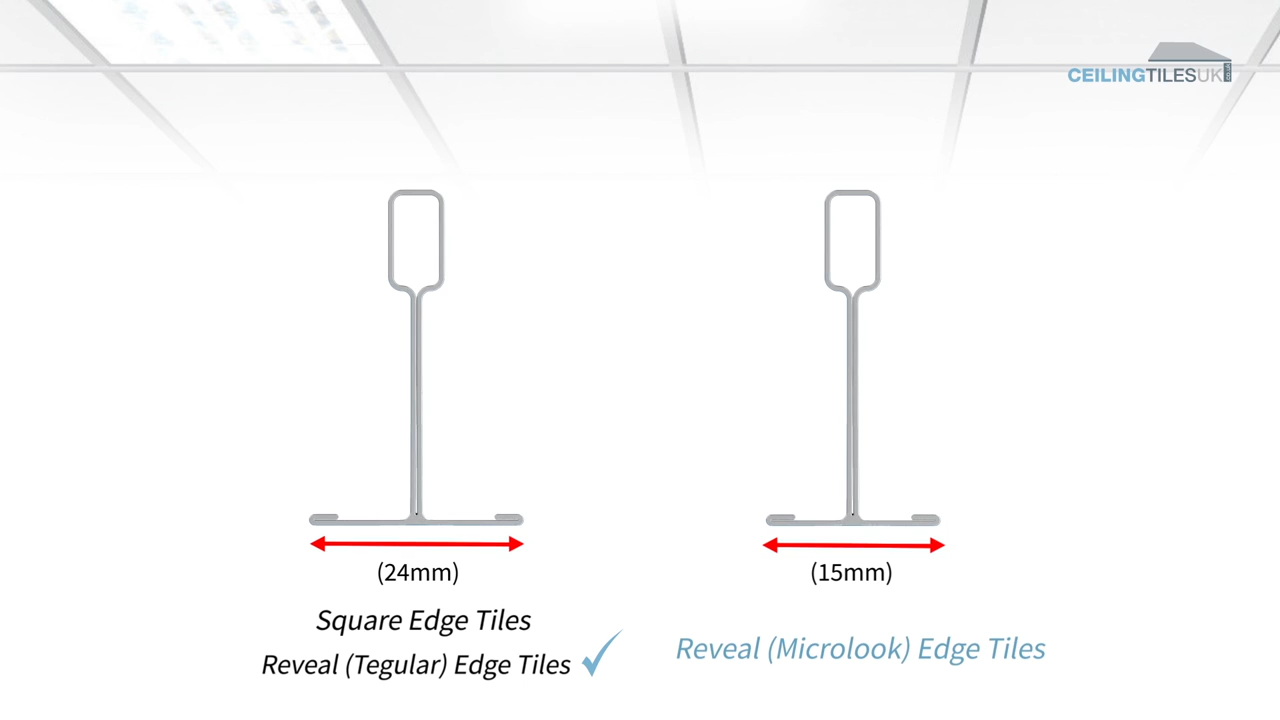 CEILINGTILESUK
(24mm)
(15mm)
Square Edge Tiles
Reveal (Tegular) Edge Tiles
Reveal (Microlook) Edge Tiles